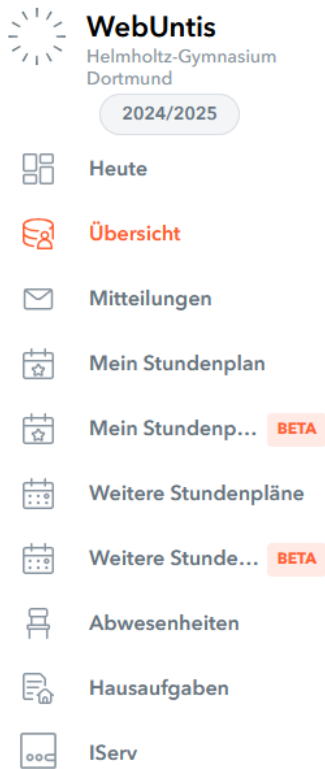 WebUntis
Helmholtz-Gymnasium
Dortmund
2024/2025
Heute
Übersicht
Mitteilungen
Mein Stundenplan
Mein Stundenp... BETA
Weitere Stundenpläne
Weitere Stunde... BETA
Abwesenheiten
Hausaufgaben
IServ